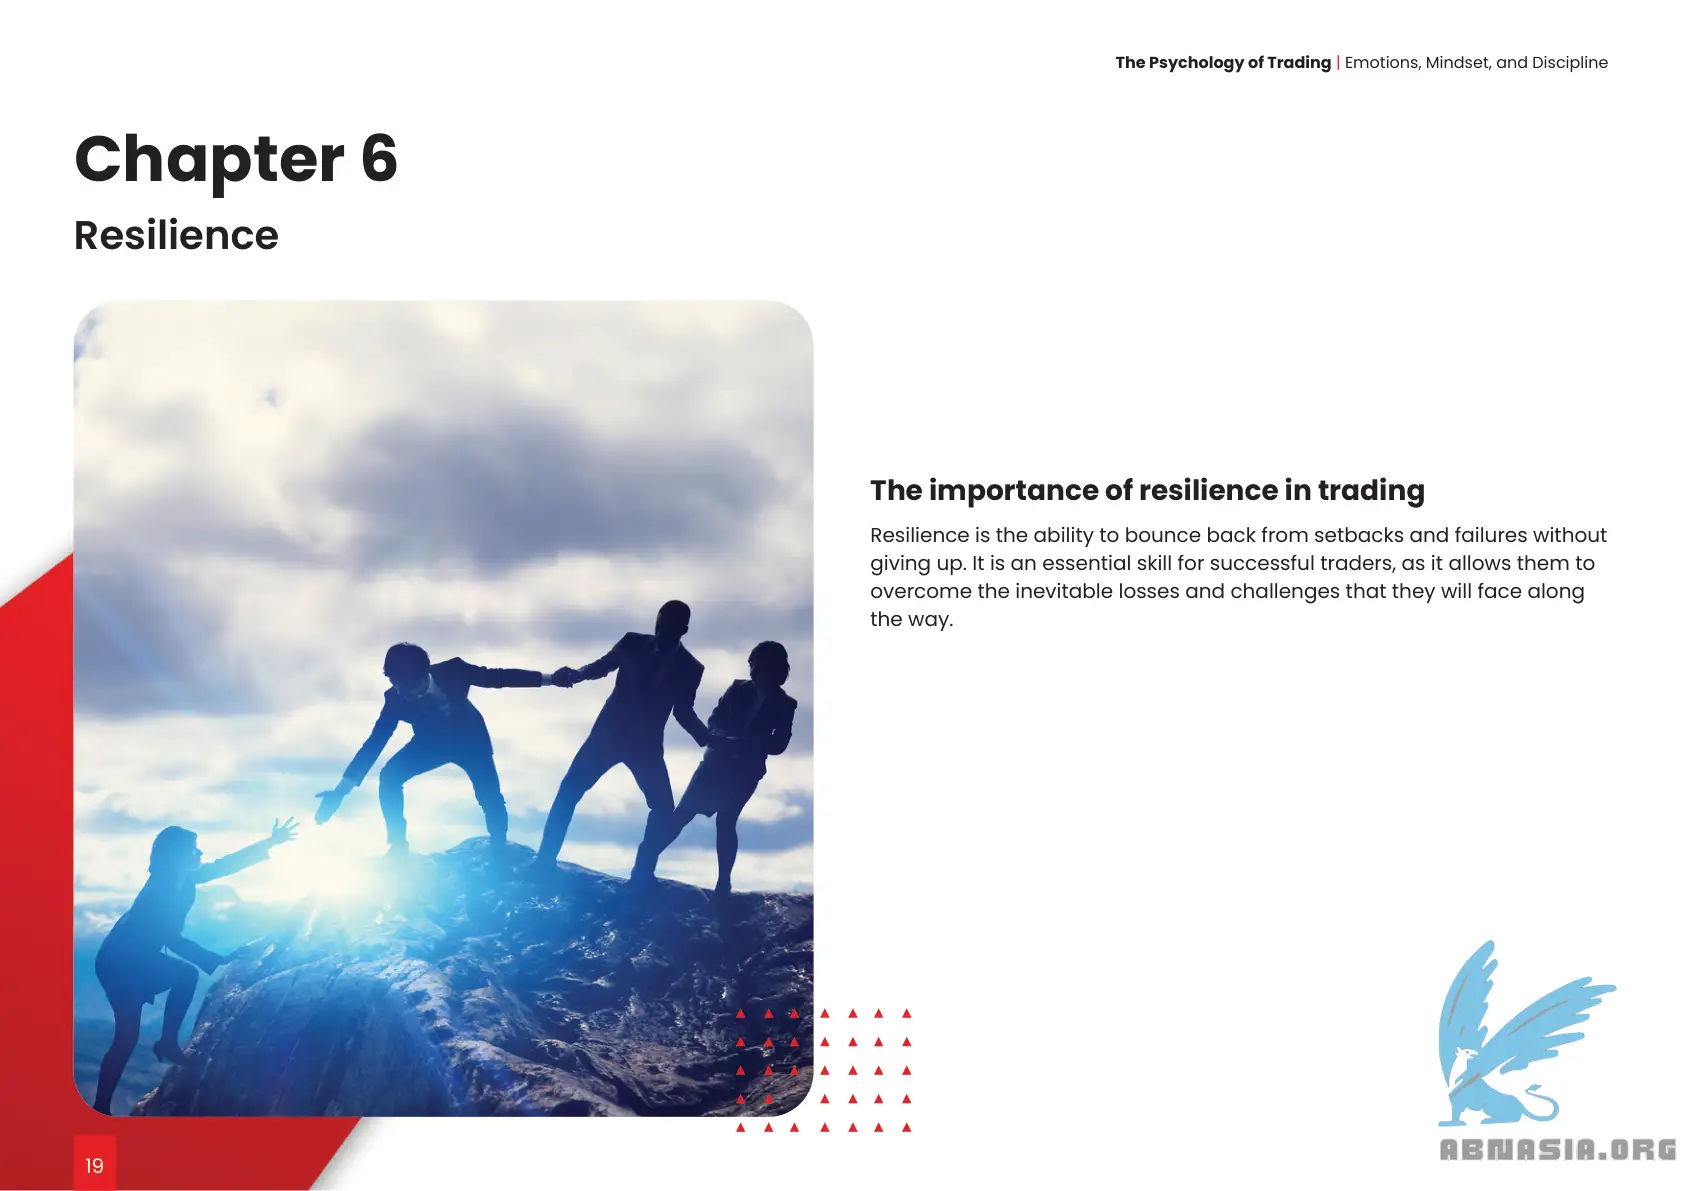 The Psychology of Trading | Emotions, Mindset, and Discipline
Chapter 6
Resilience
The importance of resilience in trading
Resilience is the ability to bounce back from setbacks and failures without
giving up. It is an essential skill for successful traders, as it allows them to
overcome the inevitable losses and challenges that they will face along
the way.
ABNASIA.ORG
19